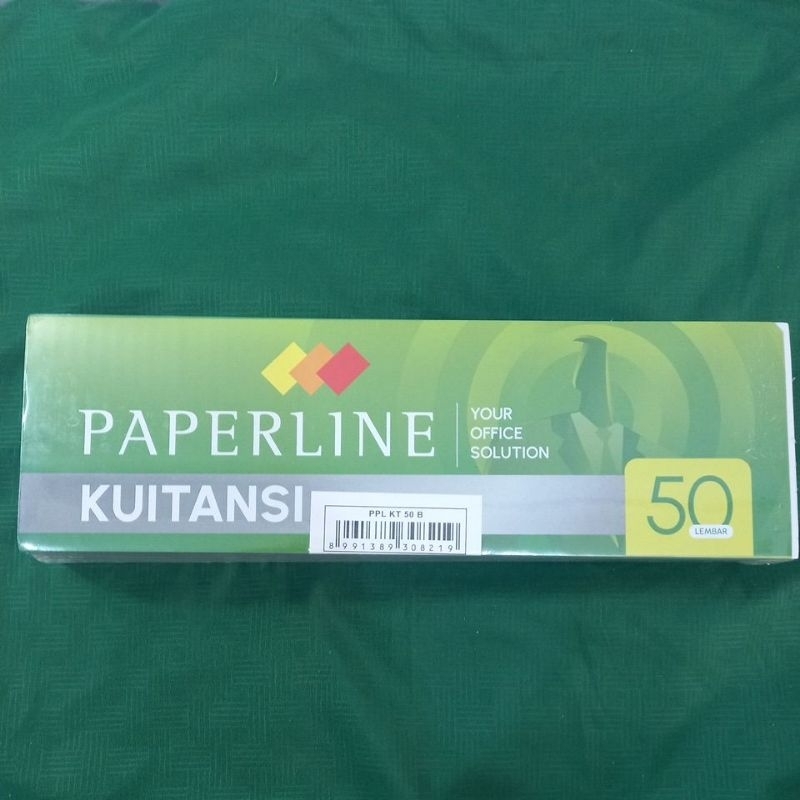 PAPERLINE
YOUR
OFFICE
SOLUTION
KUITANSI
PPL KT 50 B
8 991389 308219
50
LEMBAR